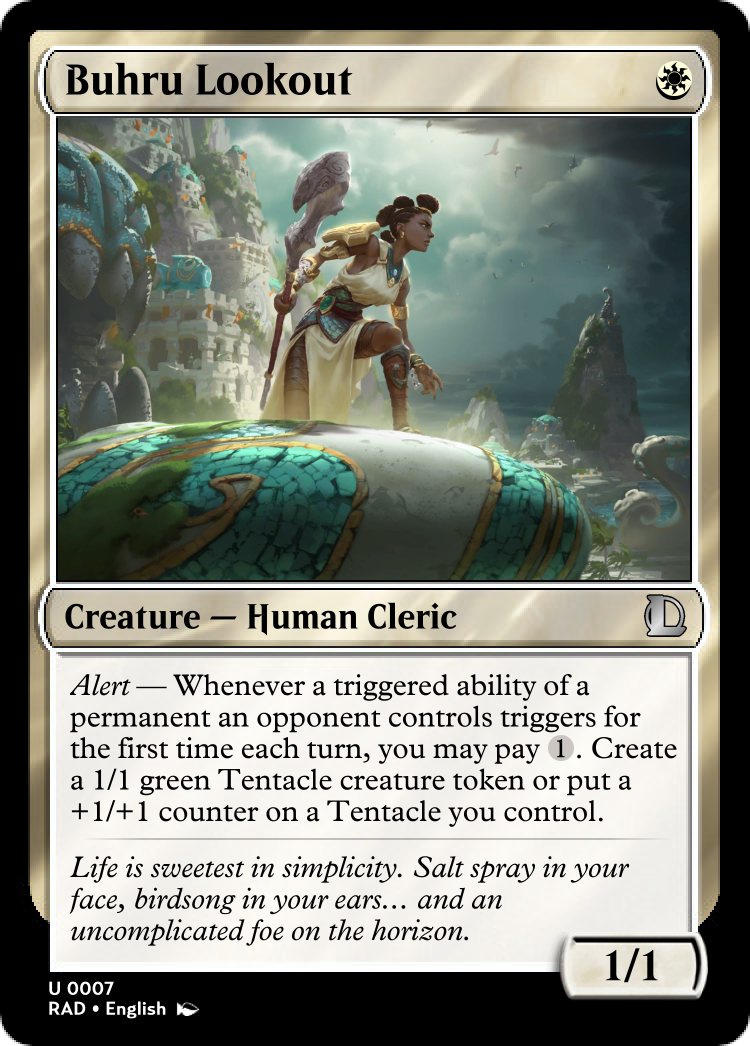 Buhru Lookout
Creature — Human Cleric
Alert — Whenever a triggered ability of a
permanent an opponent controls triggers for
the first time each turn, you may pay 1. Create
a 1/1 green Tentacle creature token or put a
+1/+1 counter on a Tentacle you control.
Life is sweetest in simplicity. Salt spray in your
face, birdsong in your ears… and an
uncomplicated foe on the horizon.
1/1
U 0007
RAD • English